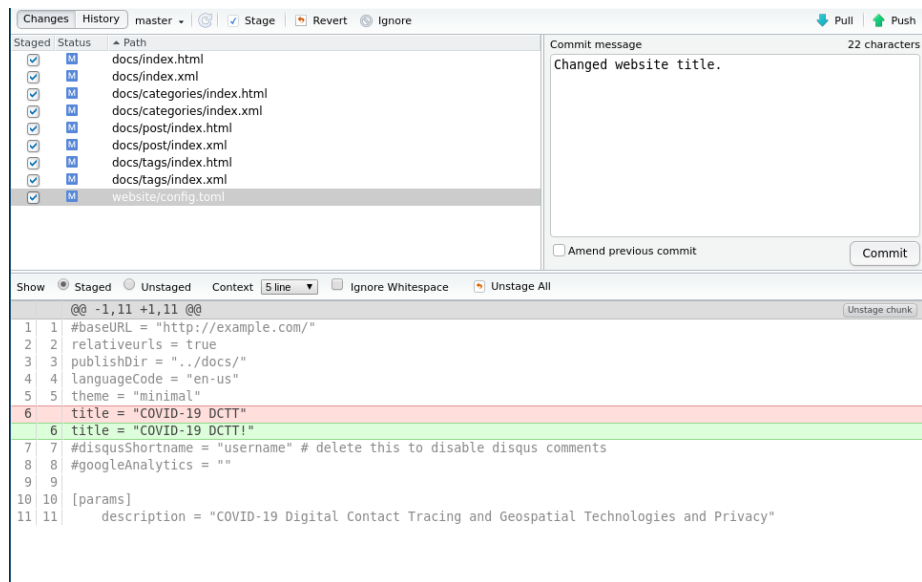 Changes History master Stage Revert Ignore Pull Push
Staged Status Path
M docs/index.html
M docs/index.xml
M docs/categories/index.html
M docs/categories/index.xml
M docs/post/index.html
M docs/post/index.xml
M docs/tags/index.html
M docs/tags/index.xml
M website/config.toml
Commit message 22 characters
Changed website title.
Amend previous commit Commit
Show Staged Unstaged Context 5 line Ignore Whitespace Unstage All
@@ -1,11 +1,11 @@ Unstage chunk
1 1 #baseURL = "http://example.com/"
2 2 relativeurls = true
3 3 publishDir = "../docs/"
4 4 languageCode = "en-us"
5 5 theme = "minimal"
6 title = "COVID-19 DCTT"
6 title = "COVID-19 DCTT!"
7 7 #disqusShortname = "username" # delete this to disable disqus comments
8 8 #googleAnalytics = ""
9 9
10 10 [params]
11 11 description = "COVID-19 Digital Contact Tracing and Geospatial Technologies and Privacy"